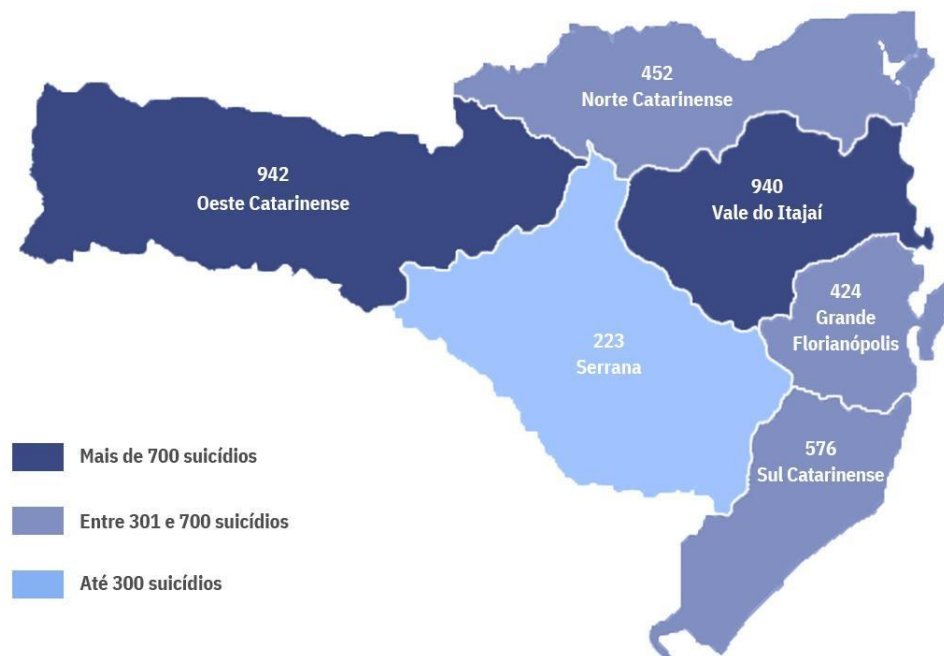 452
Norte Catarinense
942
Oeste Catarinense
940
Vale do Itajaí
424
Grande
Florianópolis
223
Serrana
576
Sul Catarinense
Mais de 700 suicídios
Entre 301 e 700 suicídios
Até 300 suicídios